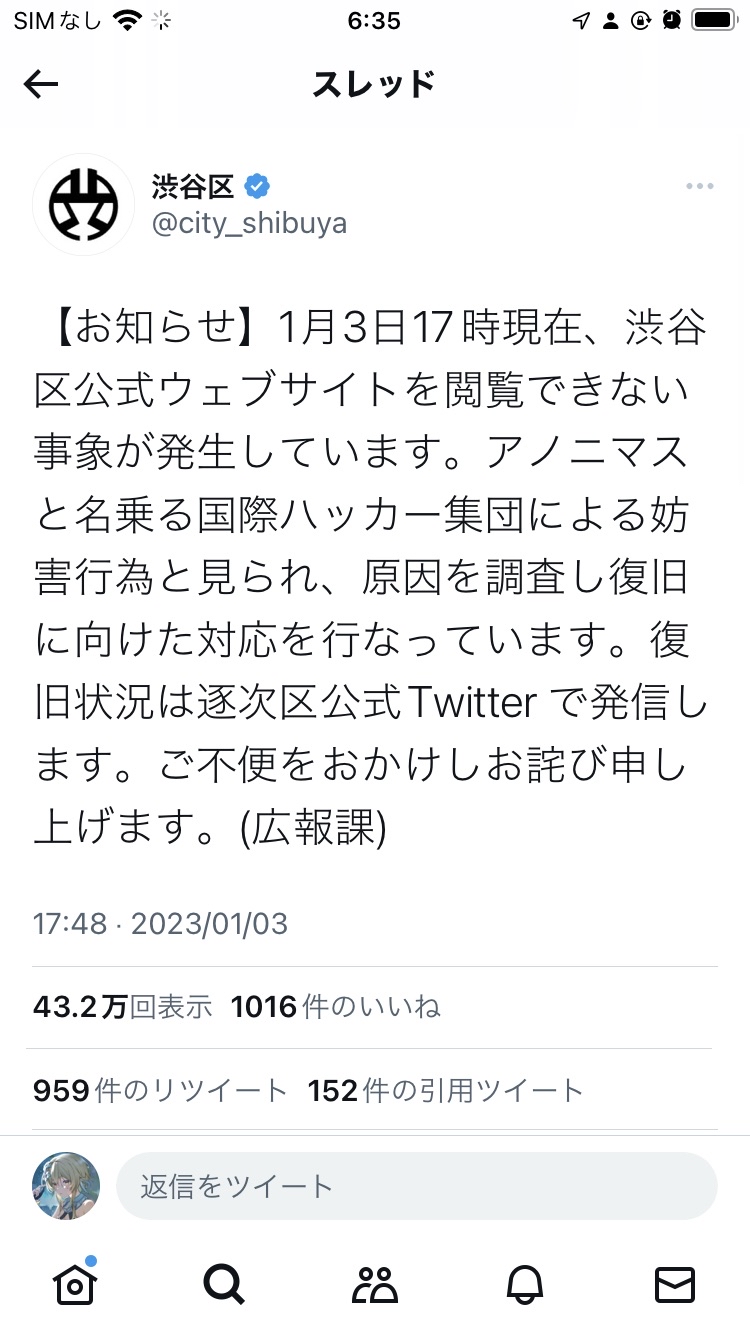 SIMなし 6:35
スレッド
渋谷区
@city_shibuya
【お知らせ】1月3日17時現在、渋谷
区公式ウェブサイトを閲覧できない
事象が発生しています。アノニマス
と名乗る国際ハッカー集団による妨
害行為と見られ、原因を調査し復旧
に向けた対応を行なっています。復
旧状況は逐次区公式Twitterで発信し
ます。ご不便をおかけしお詫び申し
上げます。(広報課)
17:48 · 2023/01/03
43.2万回表示 1016件のいいね
959件のリツイート 152件の引用ツイート
返信をツイート